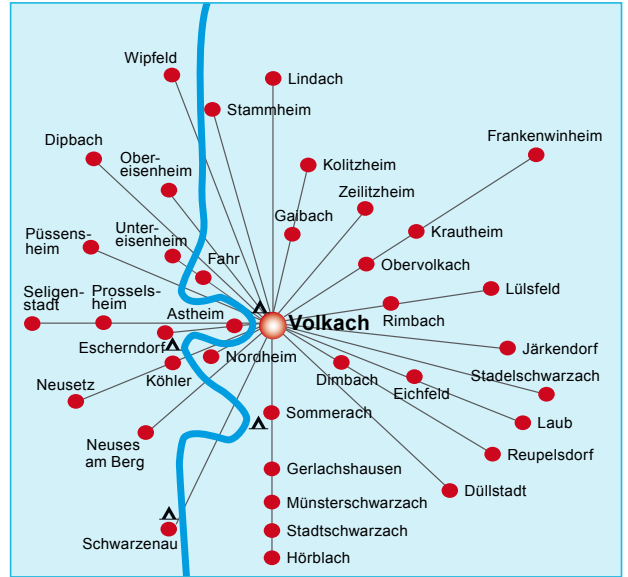 Wipfeld
Lindach
Stammheim
Frankenwinheim
Dipbach
Ober-
eisenheim
Kolitzheim
Zeilitzheim
Püssens-
heim
Unter-
eisenheim
Gaibach
Krautheim
Fahr
Obervolkach
Seligen-
stadt
Prossels-
heim
Lülsfeld
Astheim
Volkach
Rimbach
Escherndorf
Nordheim
Järkendorf
Köhler
Dimbach
Stadelschwarzach
Neusetz
Eichfeld
Sommerach
Laub
Neuses
am Berg
Reupelsdorf
Gerlachshausen
Düllstadt
Münsterschwarzach
Schwarzenau
Stadtschwarzach
Hörblach